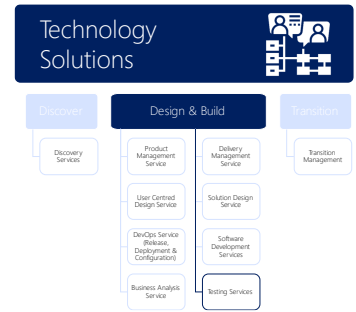 Technology
Solutions
Discover
Design & Build
Transition
Discovery
Services
Product
Management
Service
Delivery
Management
Service
Transition
Management
User Centred
Design Service
Solution Design
Service
DevOps Service
(Release,
Deployment &
Configuration)
Software
Development
Services
Business Analysis
Service
Testing Services